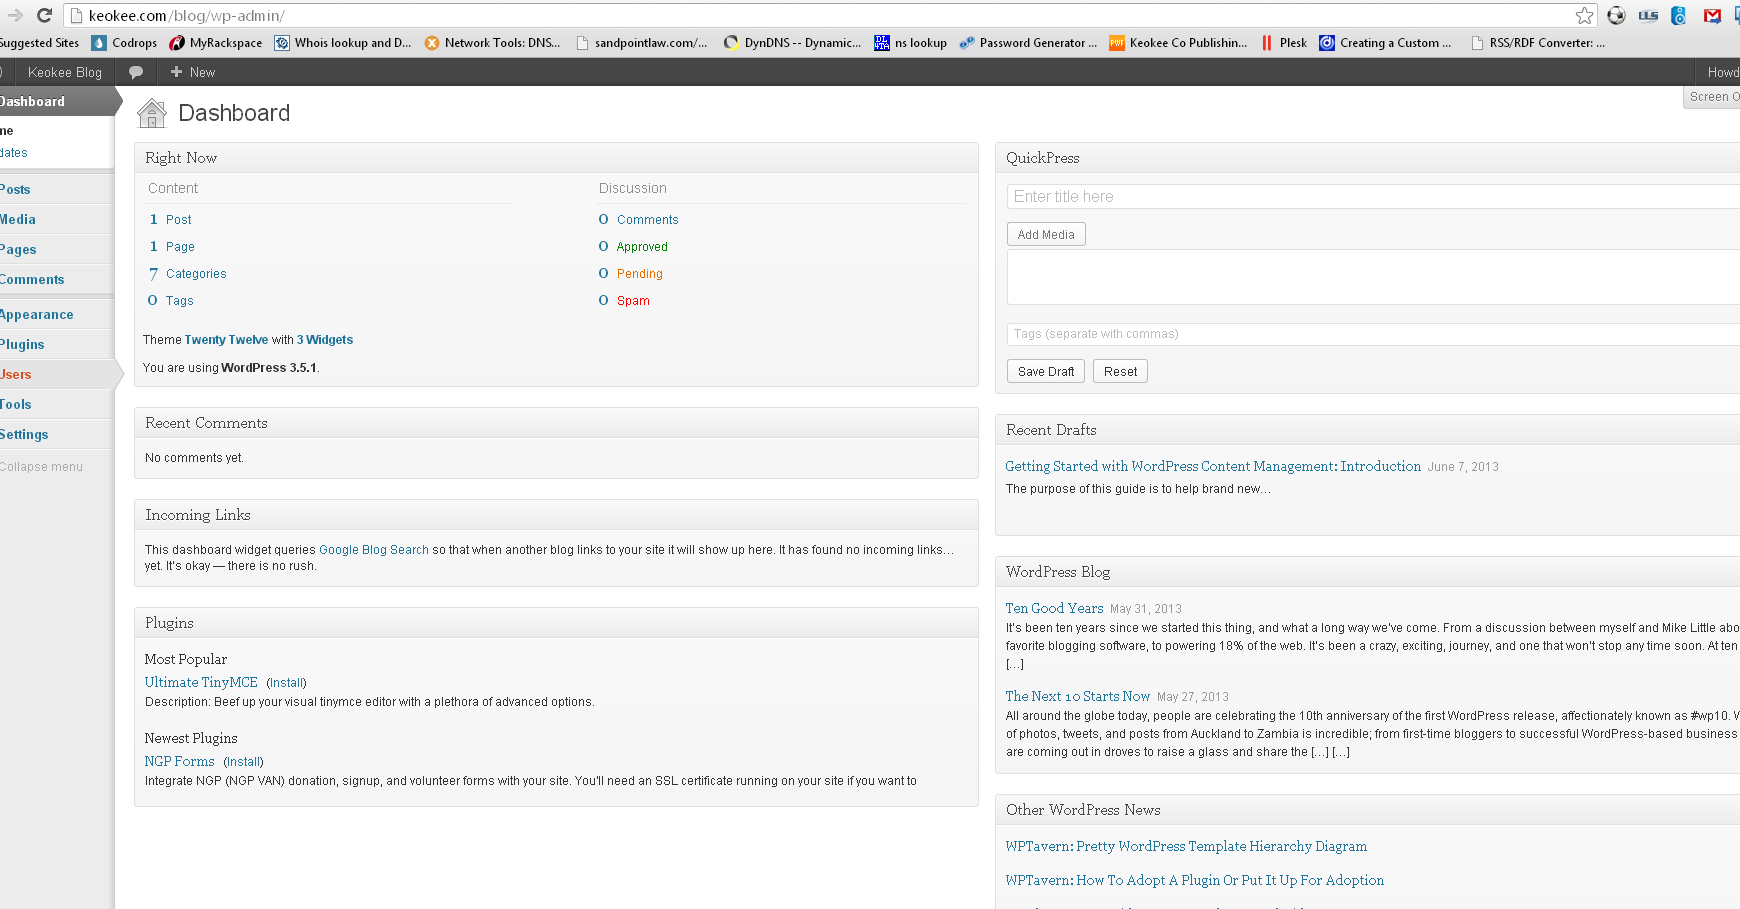 keokee.com/blog/wp-admin/
Suggested Sites Codrops MyRackspace Whois lookup and D... Network Tools: DNS... sandpointlaw.com/... DynDNS -- Dynamic... ns lookup Password Generator ... Keokee Co Publishin... Plesk Creating a Custom ... RSS/RDF Converter: ...
Keokee Blog New Howd
Dashboard
me
dates
Posts
Media
Pages
Comments
Appearance
Plugins
Users
Tools
Settings
Collapse menu
Screen O
Dashboard
Right Now
Content
1 Post
1 Page
7 Categories
0 Tags
Discussion
0 Comments
0 Approved
0 Pending
0 Spam
Theme Twenty Twelve with 3 Widgets
You are using WordPress 3.5.1.
Recent Comments
No comments yet.
Incoming Links
This dashboard widget queries Google Blog Search so that when another blog links to your site it will show up here. It has found no incoming links...
yet. It's okay — there is no rush.
Plugins
Most Popular
Ultimate TinyMCE (Install)
Description: Beef up your visual tinymce editor with a plethora of advanced options.
Newest Plugins
NGP Forms (Install)
Integrate NGP (NGP VAN) donation, signup, and volunteer forms with your site. You'll need an SSL certificate running on your site if you want to
QuickPress
Enter title here
Add Media
Tags (separate with commas)
Save Draft Reset
Recent Drafts
Getting Started with WordPress Content Management: Introduction June 7, 2013
The purpose of this guide is to help brand new…
WordPress Blog
Ten Good Years May 31, 2013
It's been ten years since we started this thing, and what a long way we've come. From a discussion between myself and Mike Little abo
favorite blogging software, to powering 18% of the web. It's been a crazy, exciting, journey, and one that won't stop any time soon. At ten
[...]
The Next 10 Starts Now May 27, 2013
All around the globe today, people are celebrating the 10th anniversary of the first WordPress release, affectionately known as #wp10. W
of photos, tweets, and posts from Auckland to Zambia is incredible; from first-time bloggers to successful WordPress-based business
are coming out in droves to raise a glass and share the [...] [...]
Other WordPress News
WPTavern: Pretty WordPress Template Hierarchy Diagram
WPTavern: How To Adopt A Plugin Or Put It Up For Adoption